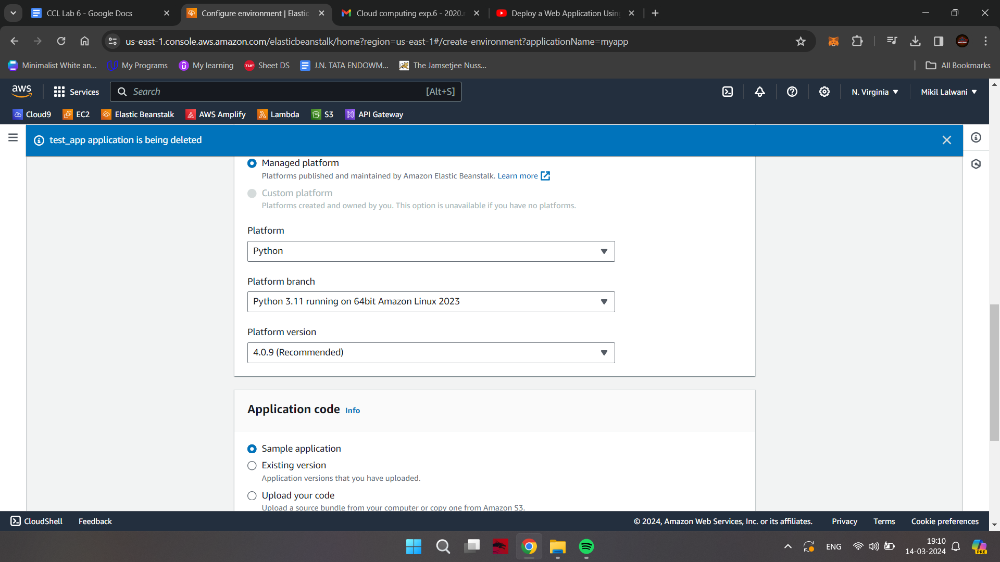 CCL Lab 6 - Google Docs
Configure environment | Elastic
Cloud computing exp.6 - 2020.
Deploy a Web Application Using
us-east-1.console.aws.amazon.com/elasticbeanstalk/home?region=us-east-1#/create-environment?applicationName=myapp
Minimalist White an...
My Programs
My learning
Sheet DS
J.N. TATA ENDOWM...
The Jamsetjee Nuss...
All Bookmarks
aws
Services
Search
[Alt+S]
N. Virginia
Mikil Lalwani
Cloud9
EC2
Elastic Beanstalk
AWS Amplify
Lambda
S3
API Gateway
test_app application is being deleted
Managed platform
Platforms published and maintained by Amazon Elastic Beanstalk. Learn more
Custom platform
Platforms created and owned by you. This option is unavailable if you have no platforms.
Platform
Python
Platform branch
Python 3.11 running on 64bit Amazon Linux 2023
Platform version
4.0.9 (Recommended)
Application code Info
Sample application
Existing version
Application versions that you have uploaded.
Upload your code
Upload a source bundle from your computer or copy one from Amazon S3.
CloudShell
Feedback
© 2024, Amazon Web Services, Inc. or its affiliates.
Privacy
Terms
Cookie preferences
ENG
19:10
14-03-2024
PRE